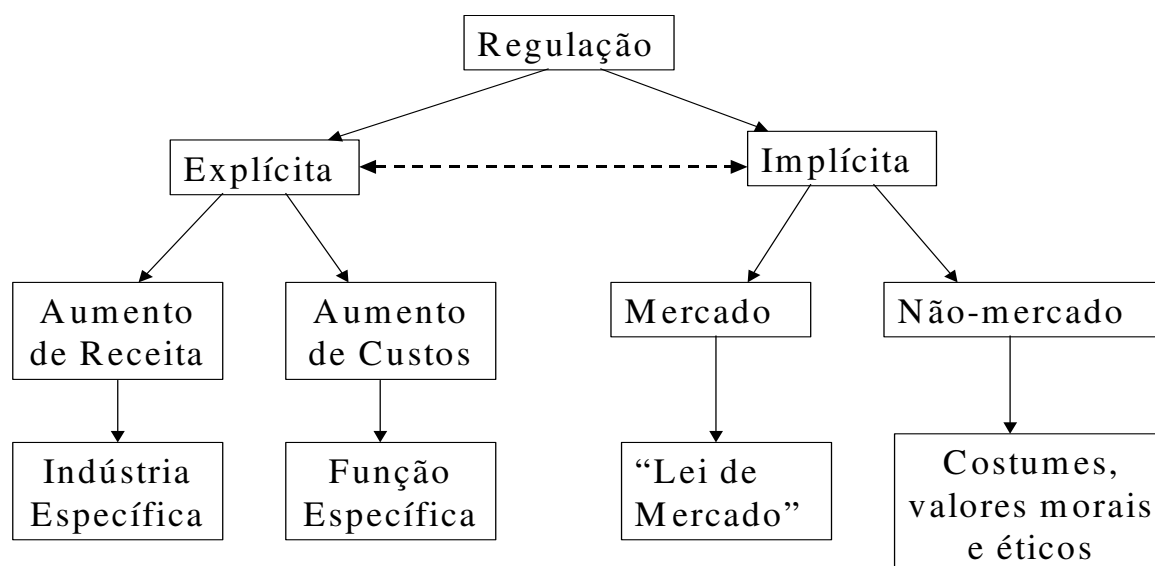 Regulação
Explícita
Implícita
Aumento
de Receita
Aumento
de Custos
Mercado
Não-mercado
Indústria
Específica
Função
Específica
“Lei de
Mercado”
Costumes,
valores morais
e éticos